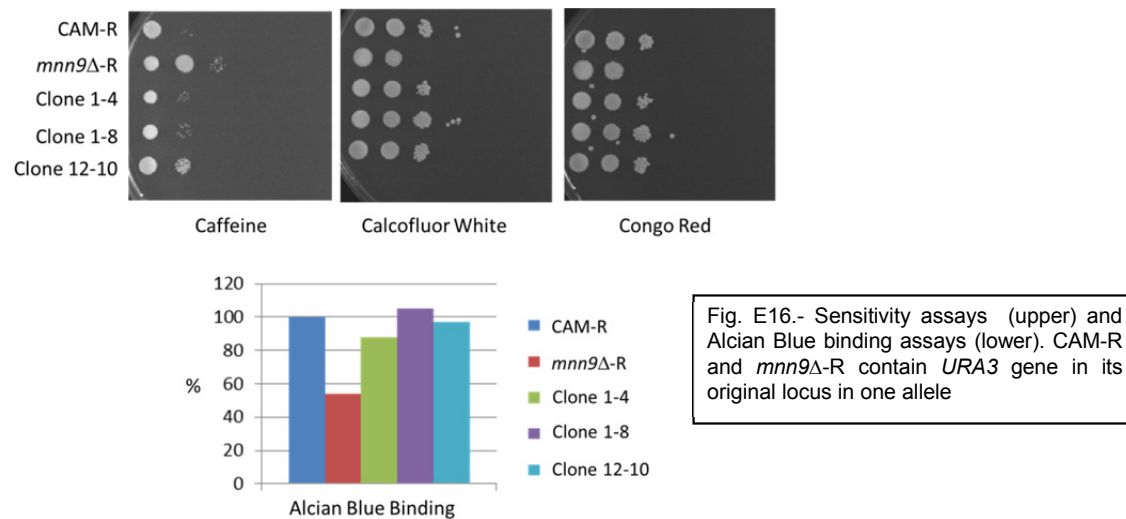 CAM-R
mnn9Δ-R
Clone 1-4
Clone 1-8
Clone 12-10
Caffeine
Calcofluor White
Congo Red
120
100
80
60
40
20
0
%
Alcian Blue Binding
CAM-R
mnn9Δ-R
Clone 1-4
Clone 1-8
Clone 12-10
Fig. E16.- Sensitivity assays (upper) and
Alcian Blue binding assays (lower). CAM-R
and mnn9Δ-R contain URA3 gene in its
original locus in one allele